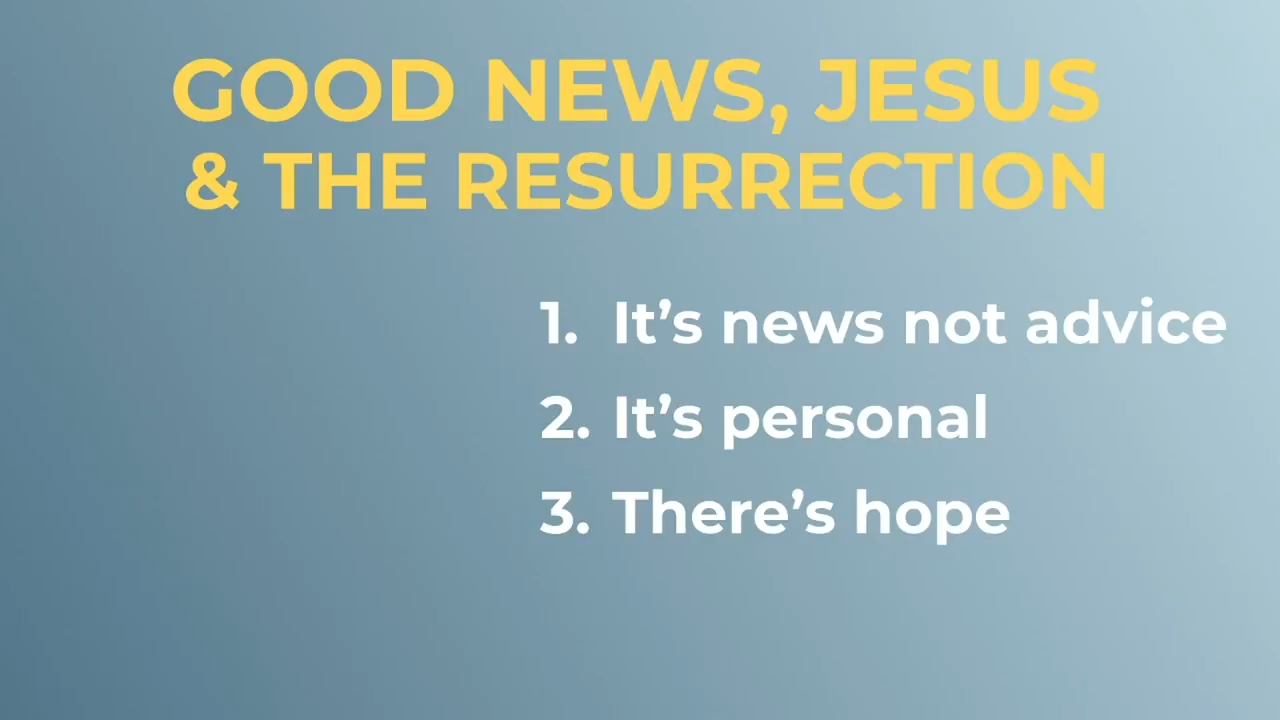 GOOD NEWS, JESUS
& THE RESURRECTION
1. It’s news not advice
2. It’s personal
3. There’s hope